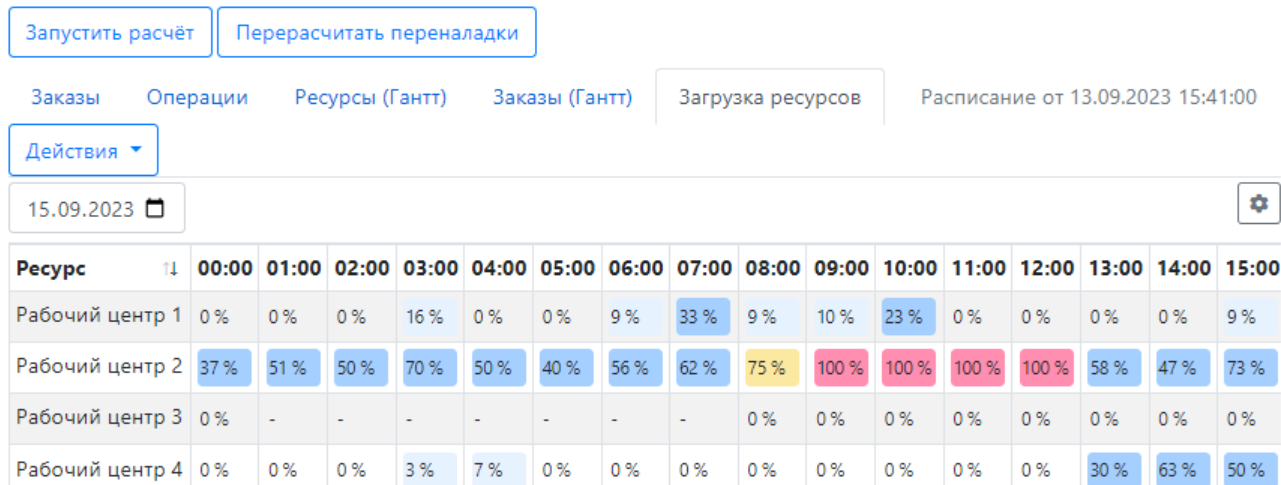 Запустить расчёт Перерасчитать переналадки
Заказы Операции Ресурсы (Гантт) Заказы (Гантт) Загрузка ресурсов Расписание от 13.09.2023 15:41:00
Действия
15.09.2023
Ресурс 00:00 01:00 02:00 03:00 04:00 05:00 06:00 07:00 08:00 09:00 10:00 11:00 12:00 13:00 14:00 15:00
Рабочий центр 1 0 % 0 % 0 % 16 % 0 % 0 % 9 % 33 % 9 % 10 % 23 % 0 % 0 % 0 % 0 % 9 %
Рабочий центр 2 37 % 51 % 50 % 70 % 50 % 40 % 56 % 62 % 75 % 100 % 100 % 100 % 100 % 58 % 47 % 73 %
Рабочий центр 3 0 % - - - - - - - 0 % 0 % 0 % 0 % 0 % 0 % 0 % 0 %
Рабочий центр 4 0 % 0 % 0 % 3 % 7 % 0 % 0 % 0 % 0 % 0 % 0 % 0 % 0 % 30 % 63 % 50 %